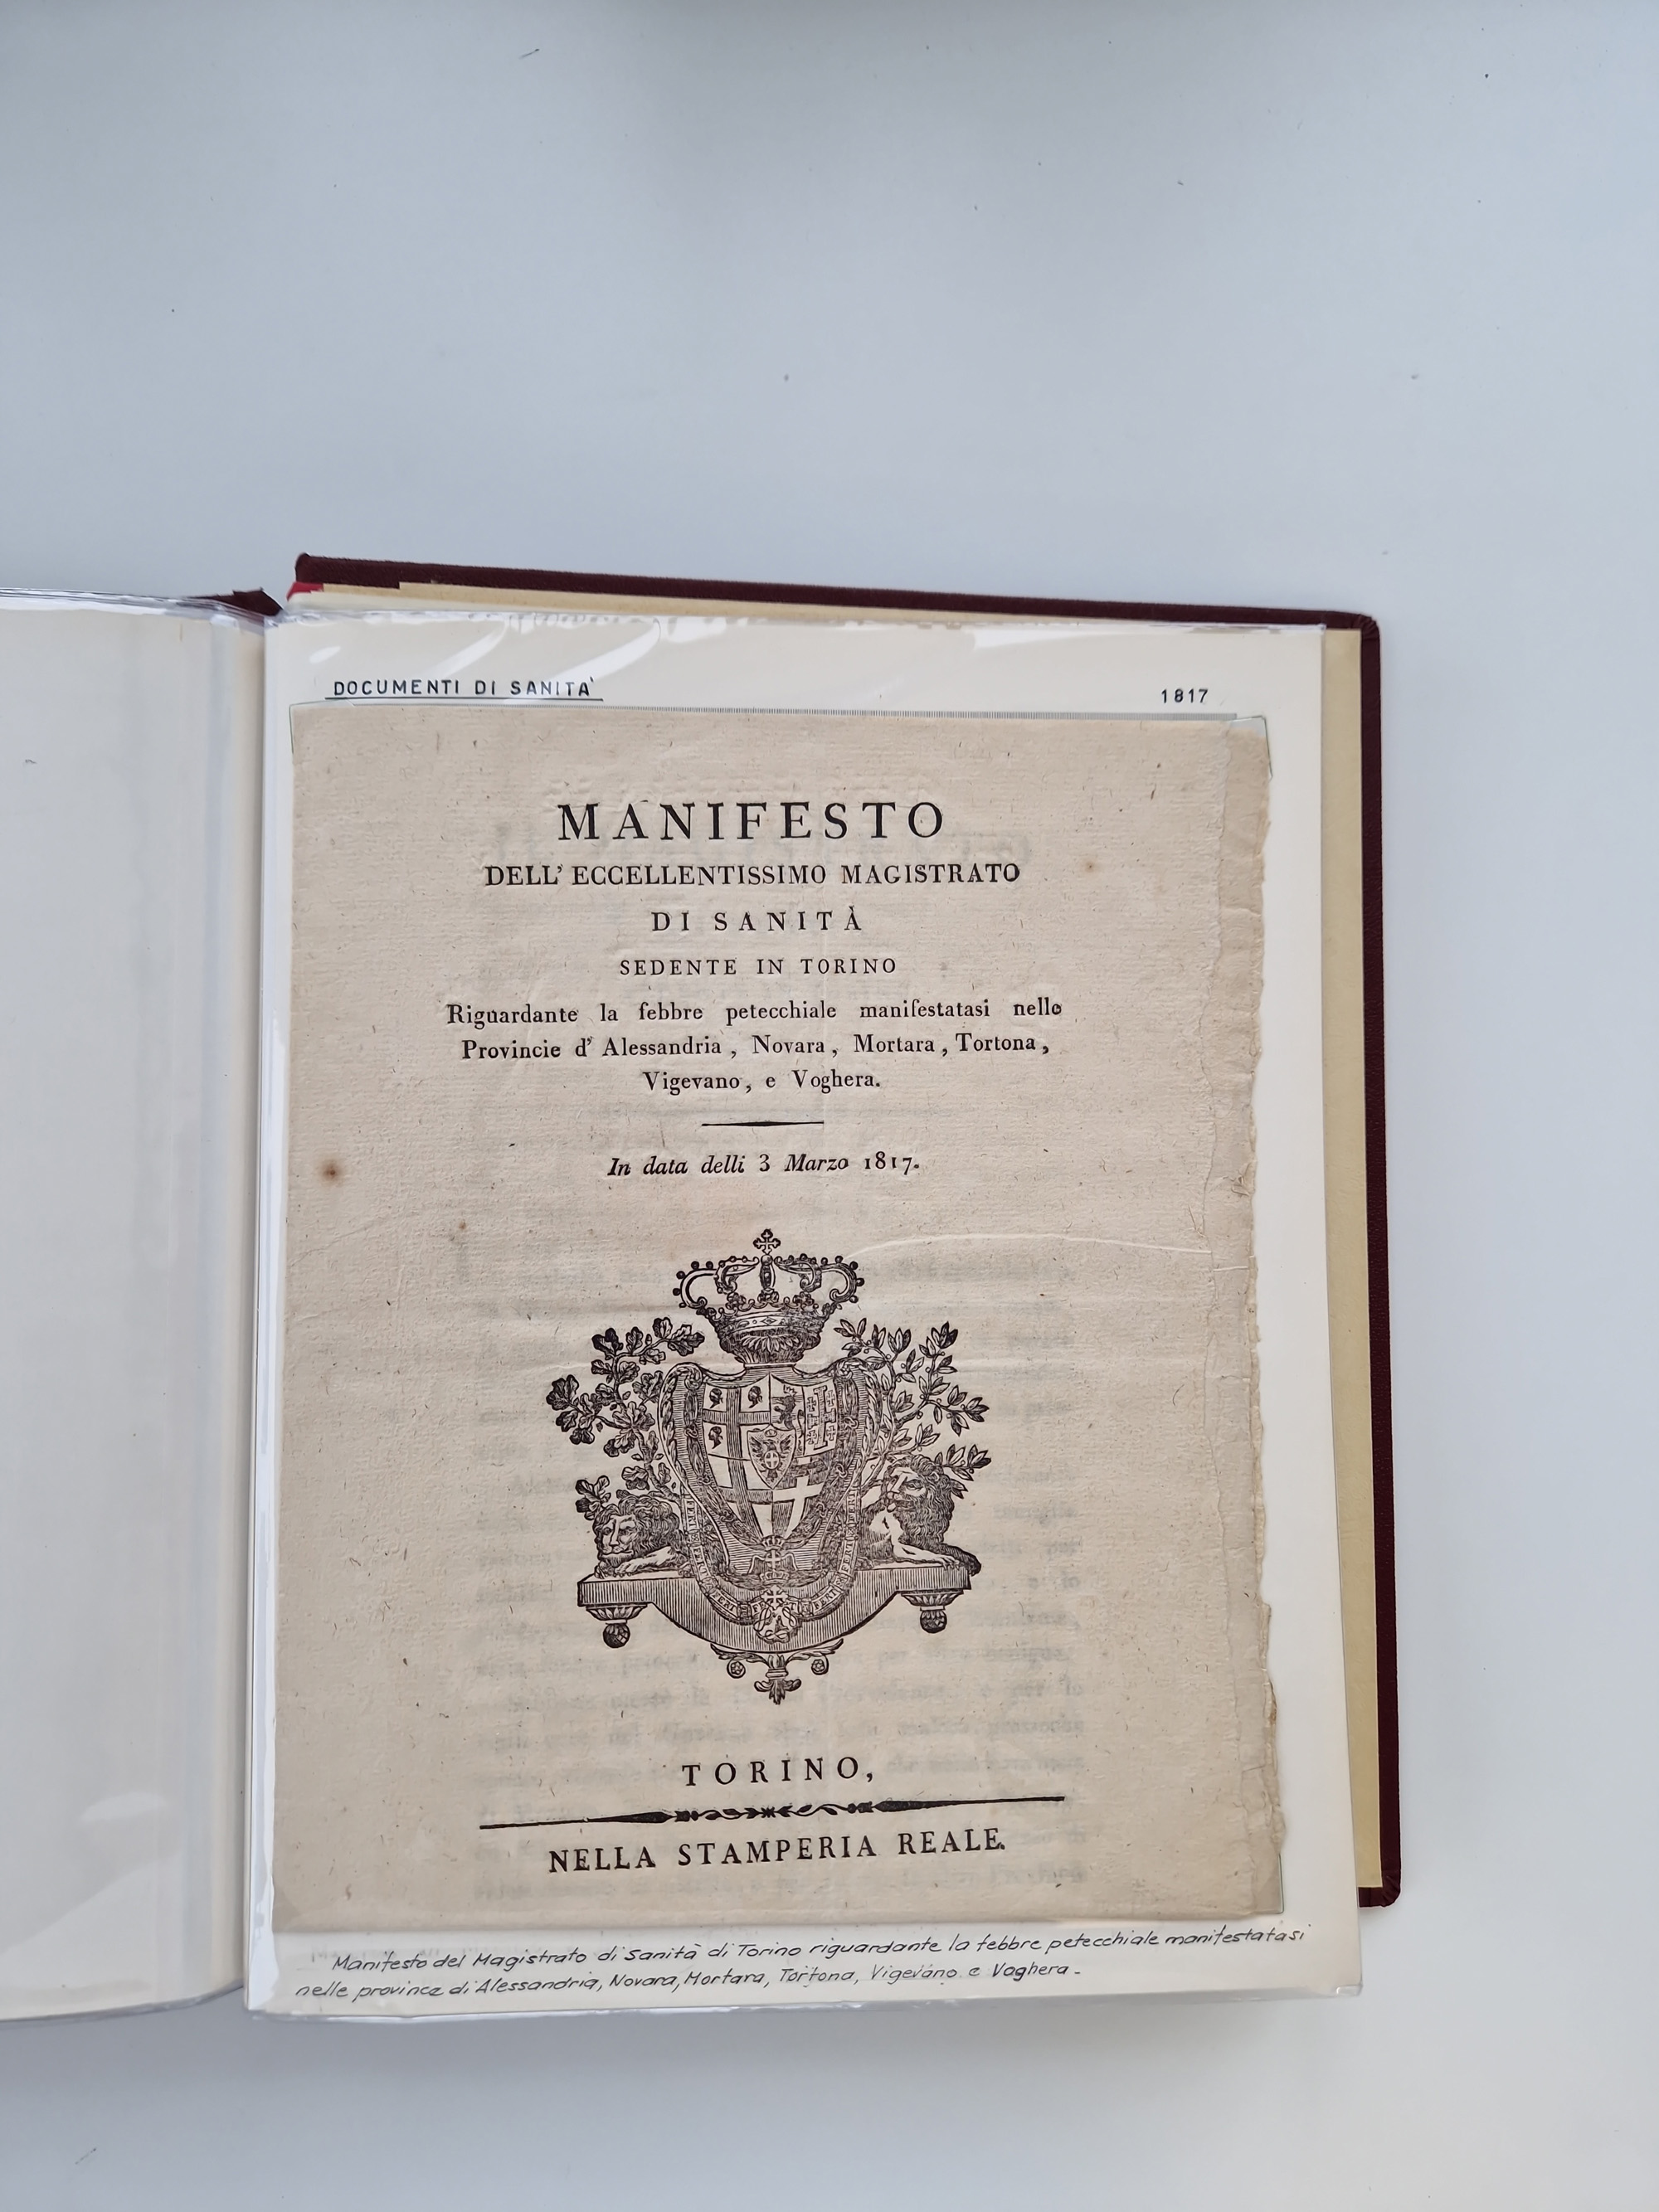 DOCUMENTI DI SANITA'
1817
MANIFESTO
DELL' ECCELLENTISSIMO MAGISTRATO
DI SANITÀ
SEDENTE IN TORINO
Riguardante la febbre petecchiale manifestatasi nelle
Provincie d' Alessandria, Novara, Mortara, Tortona,
Vigevano, e Voghera.
In data delli 3 Marzo 1817.
TORINO,
NELLA STAMPERIA REALE.
Manifesto del Magistrato di Sanità di Torino riguardante la febbre petecchiale manifestatasi
nelle province di Alessandria, Novara, Mortara, Tortona, Vigevano e Voghera.